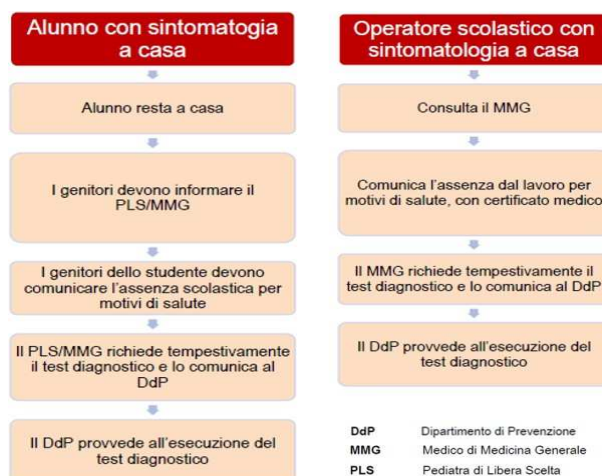 Alunno con sintomatogia
a casa
Alunno resta a casa
I genitori devono informare il
PLS/MMG
I genitori dello studente devono
comunicare l'assenza scolastica per
motivi di salute
Il PLS/MMG richiede tempestivamente
il test diagnostico e lo comunica al
DdP
Il DdP provvede all'esecuzione del
test diagnostico
Operatore scolastico con
sintomatologia a casa
Consulta il MMG
Comunica l'assenza dal lavoro per
motivi di salute, con certificato medico
Il MMG richiede tempestivamente il
test diagnostico e lo comunica al DdP
Il DdP provvede all'esecuzione del
test diagnostico
DdP Dipartimento di Prevenzione
MMG Medico di Medicina Generale
PLS Pediatra di Libera Scelta